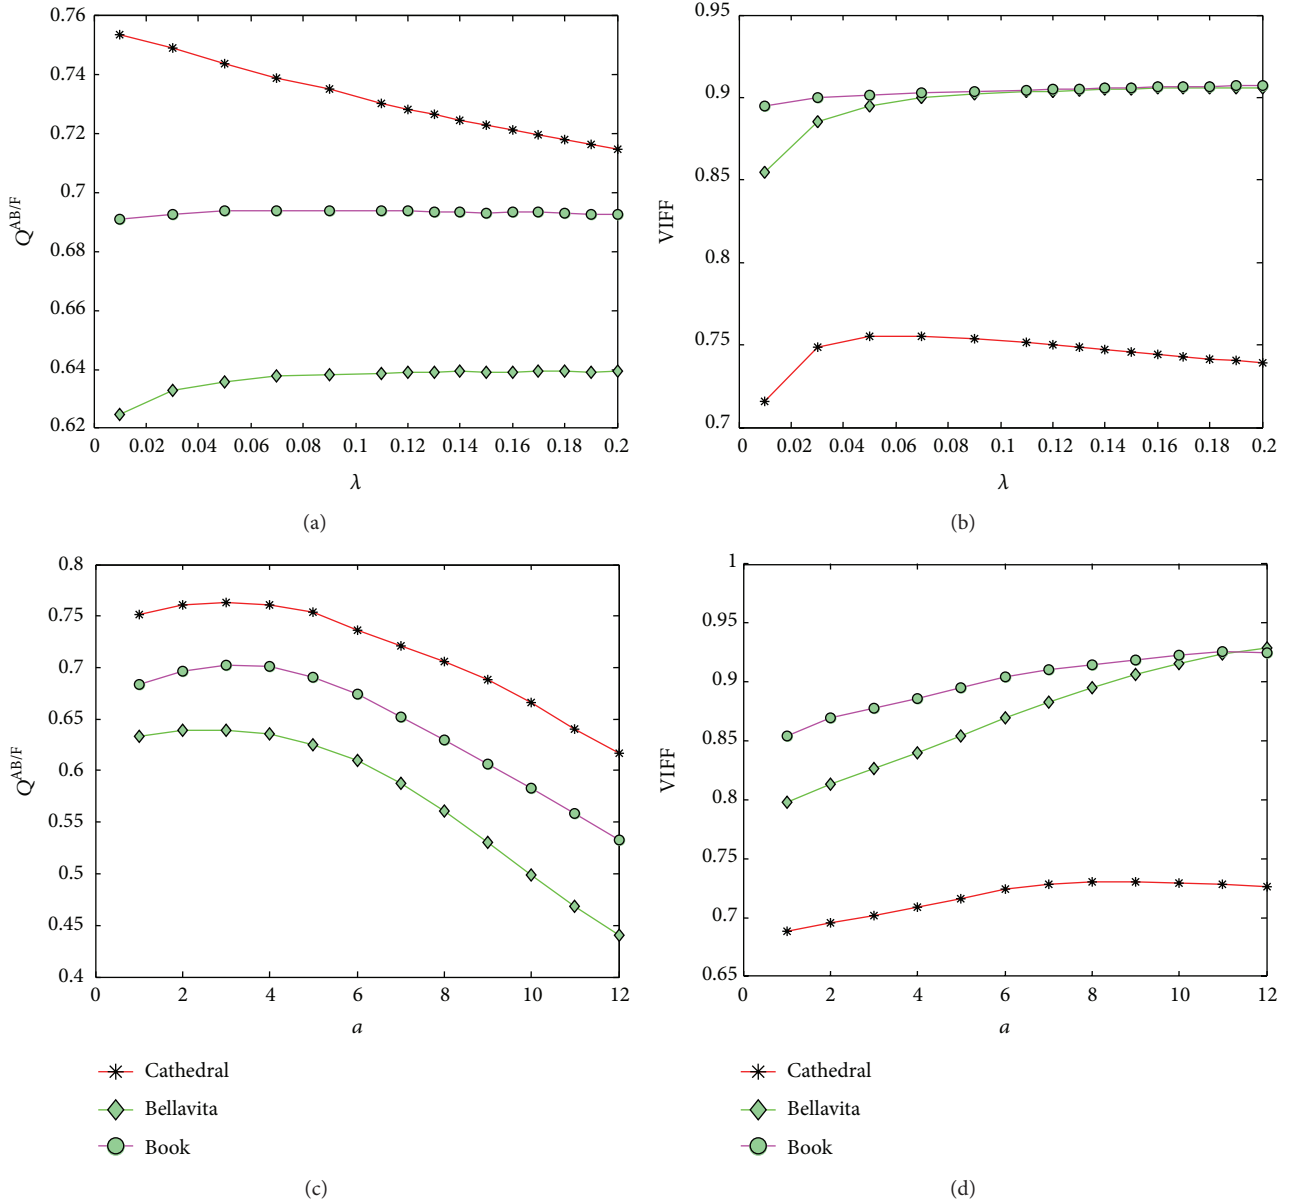 0.76
0.74
0.72
0.7
0.68
0.66
0.64
0.62
Q^AB/F
0 0.02 0.04 0.06 0.08 0.1 0.12 0.14 0.16 0.18 0.2
λ
(a)
0.95
0.9
0.85
0.8
0.75
0.7
VIFF
0 0.02 0.04 0.06 0.08 0.1 0.12 0.14 0.16 0.18 0.2
λ
(b)
0.8
0.75
0.7
0.65
0.6
0.55
0.5
0.45
0.4
Q^AB/F
0 2 4 6 8 10 12
a
Cathedral
Bellavita
Book
(c)
1
0.95
0.9
0.85
0.8
0.75
0.7
0.65
VIFF
0 2 4 6 8 10 12
a
Cathedral
Bellavita
Book
(d)